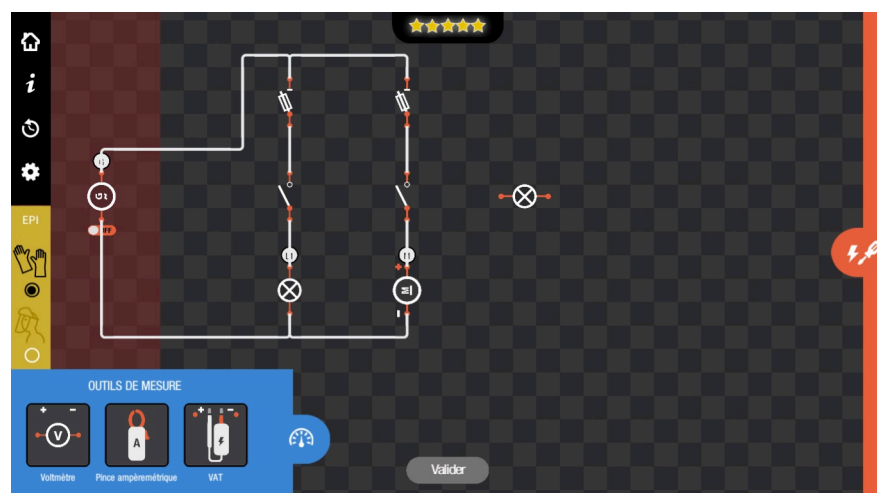 i
EPI
OFF
G
M
OUTILS DE MESURE
+ -
V
A
+ -
Voltmètre
Pince ampèremétrique
VAT
Valider